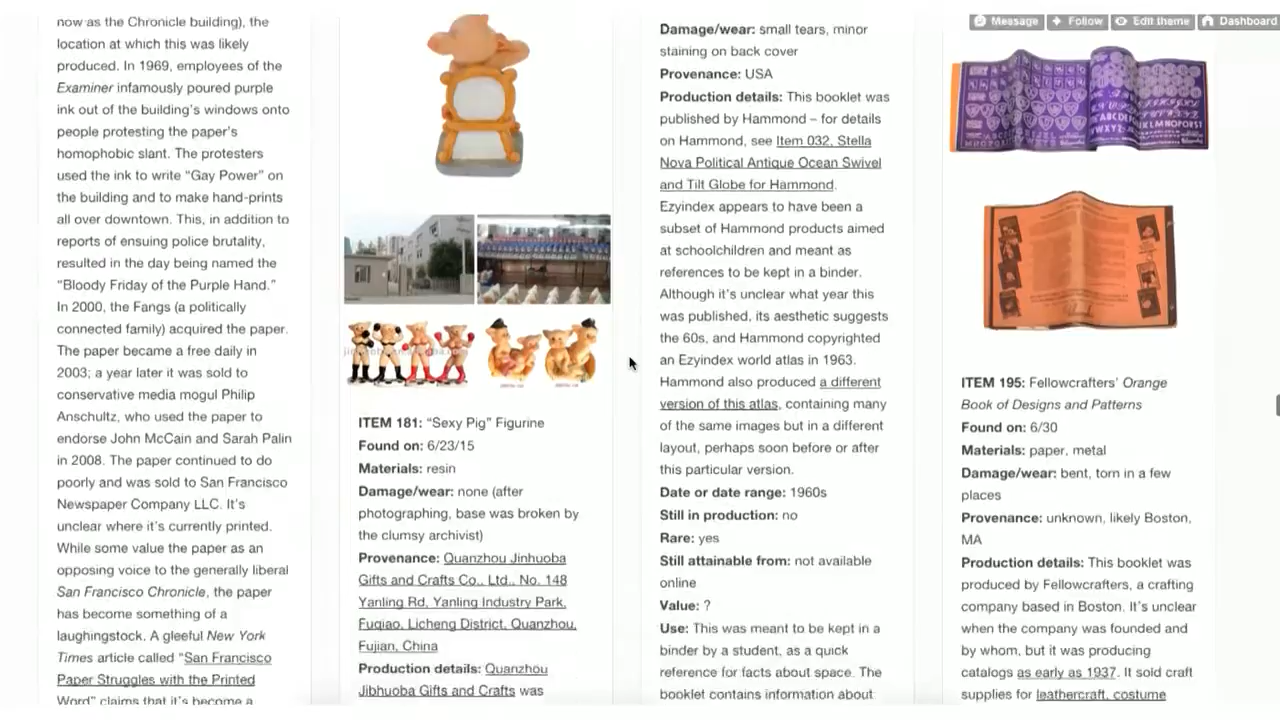 now as the Chronicle building), the
location at which this was likely
produced. In 1969, employees of the
Examiner infamously poured purple
ink out of the building's windows onto
people protesting the paper's
homophobic slant. The protesters
used the ink to write “Gay Power” on
the building and to make hand-prints
all over downtown. This, in addition to
reports of ensuing police brutality,
resulted in the day being named the
“Bloody Friday of the Purple Hand.”
In 2000, the Fangs (a politically
connected family) acquired the paper.
The paper became a free daily in
2003; a year later it was sold to
conservative media mogul Philip
Anschultz, who used the paper to
endorse John McCain and Sarah Palin
in 2008. The paper continued to do
poorly and was sold to San Francisco
Newspaper Company LLC. It's
unclear where it's currently printed.
While some value the paper as an
opposing voice to the generally liberal
San Francisco Chronicle, the paper
has become something of a
laughingstock. A gleeful New York
Times article called “San Francisco
Paper Struggles with the Printed
Word” claims that it's become a
ITEM 181: “Sexy Pig” Figurine
Found on: 6/23/15
Materials: resin
Damage/wear: none (after
photographing, base was broken by
the clumsy archivist)
Provenance: Quanzhou Jinhuoba
Gifts and Crafts Co., Ltd., No. 148
Yanling Rd, Yanling Industry Park,
Fuqiao, Licheng District, Quanzhou,
Fujian, China
Production details: Quanzhou
Jibhuoba Gifts and Crafts was
Damage/wear: small tears, minor
staining on back cover
Provenance: USA
Production details: This booklet was
published by Hammond – for details
on Hammond, see Item 032, Stella
Nova Political Antique Ocean Swivel
and Tilt Globe for Hammond.
Ezyindex appears to have been a
subset of Hammond products aimed
at schoolchildren and meant as
references to be kept in a binder.
Although it's unclear what year this
was published, its aesthetic suggests
the 60s, and Hammond copyrighted
an Ezyindex world atlas in 1963.
Hammond also produced a different
version of this atlas, containing many
of the same images but in a different
layout, perhaps soon before or after
this particular version.
Date or date range: 1960s
Still in production: no
Rare: yes
Still attainable from: not available
online
Value: ?
Use: This was meant to be kept in a
binder by a student, as a quick
reference for facts about space. The
booklet contains information about
Message Follow Edit theme Dashboard
ITEM 195: Fellowcrafters' Orange
Book of Designs and Patterns
Found on: 6/30
Materials: paper, metal
Damage/wear: bent, torn in a few
places
Provenance: unknown, likely Boston,
MA
Production details: This booklet was
produced by Fellowcrafters, a crafting
company based in Boston. It's unclear
when the company was founded and
by whom, but it was producing
catalogs as early as 1937. It sold craft
supplies for leathercraft, costume